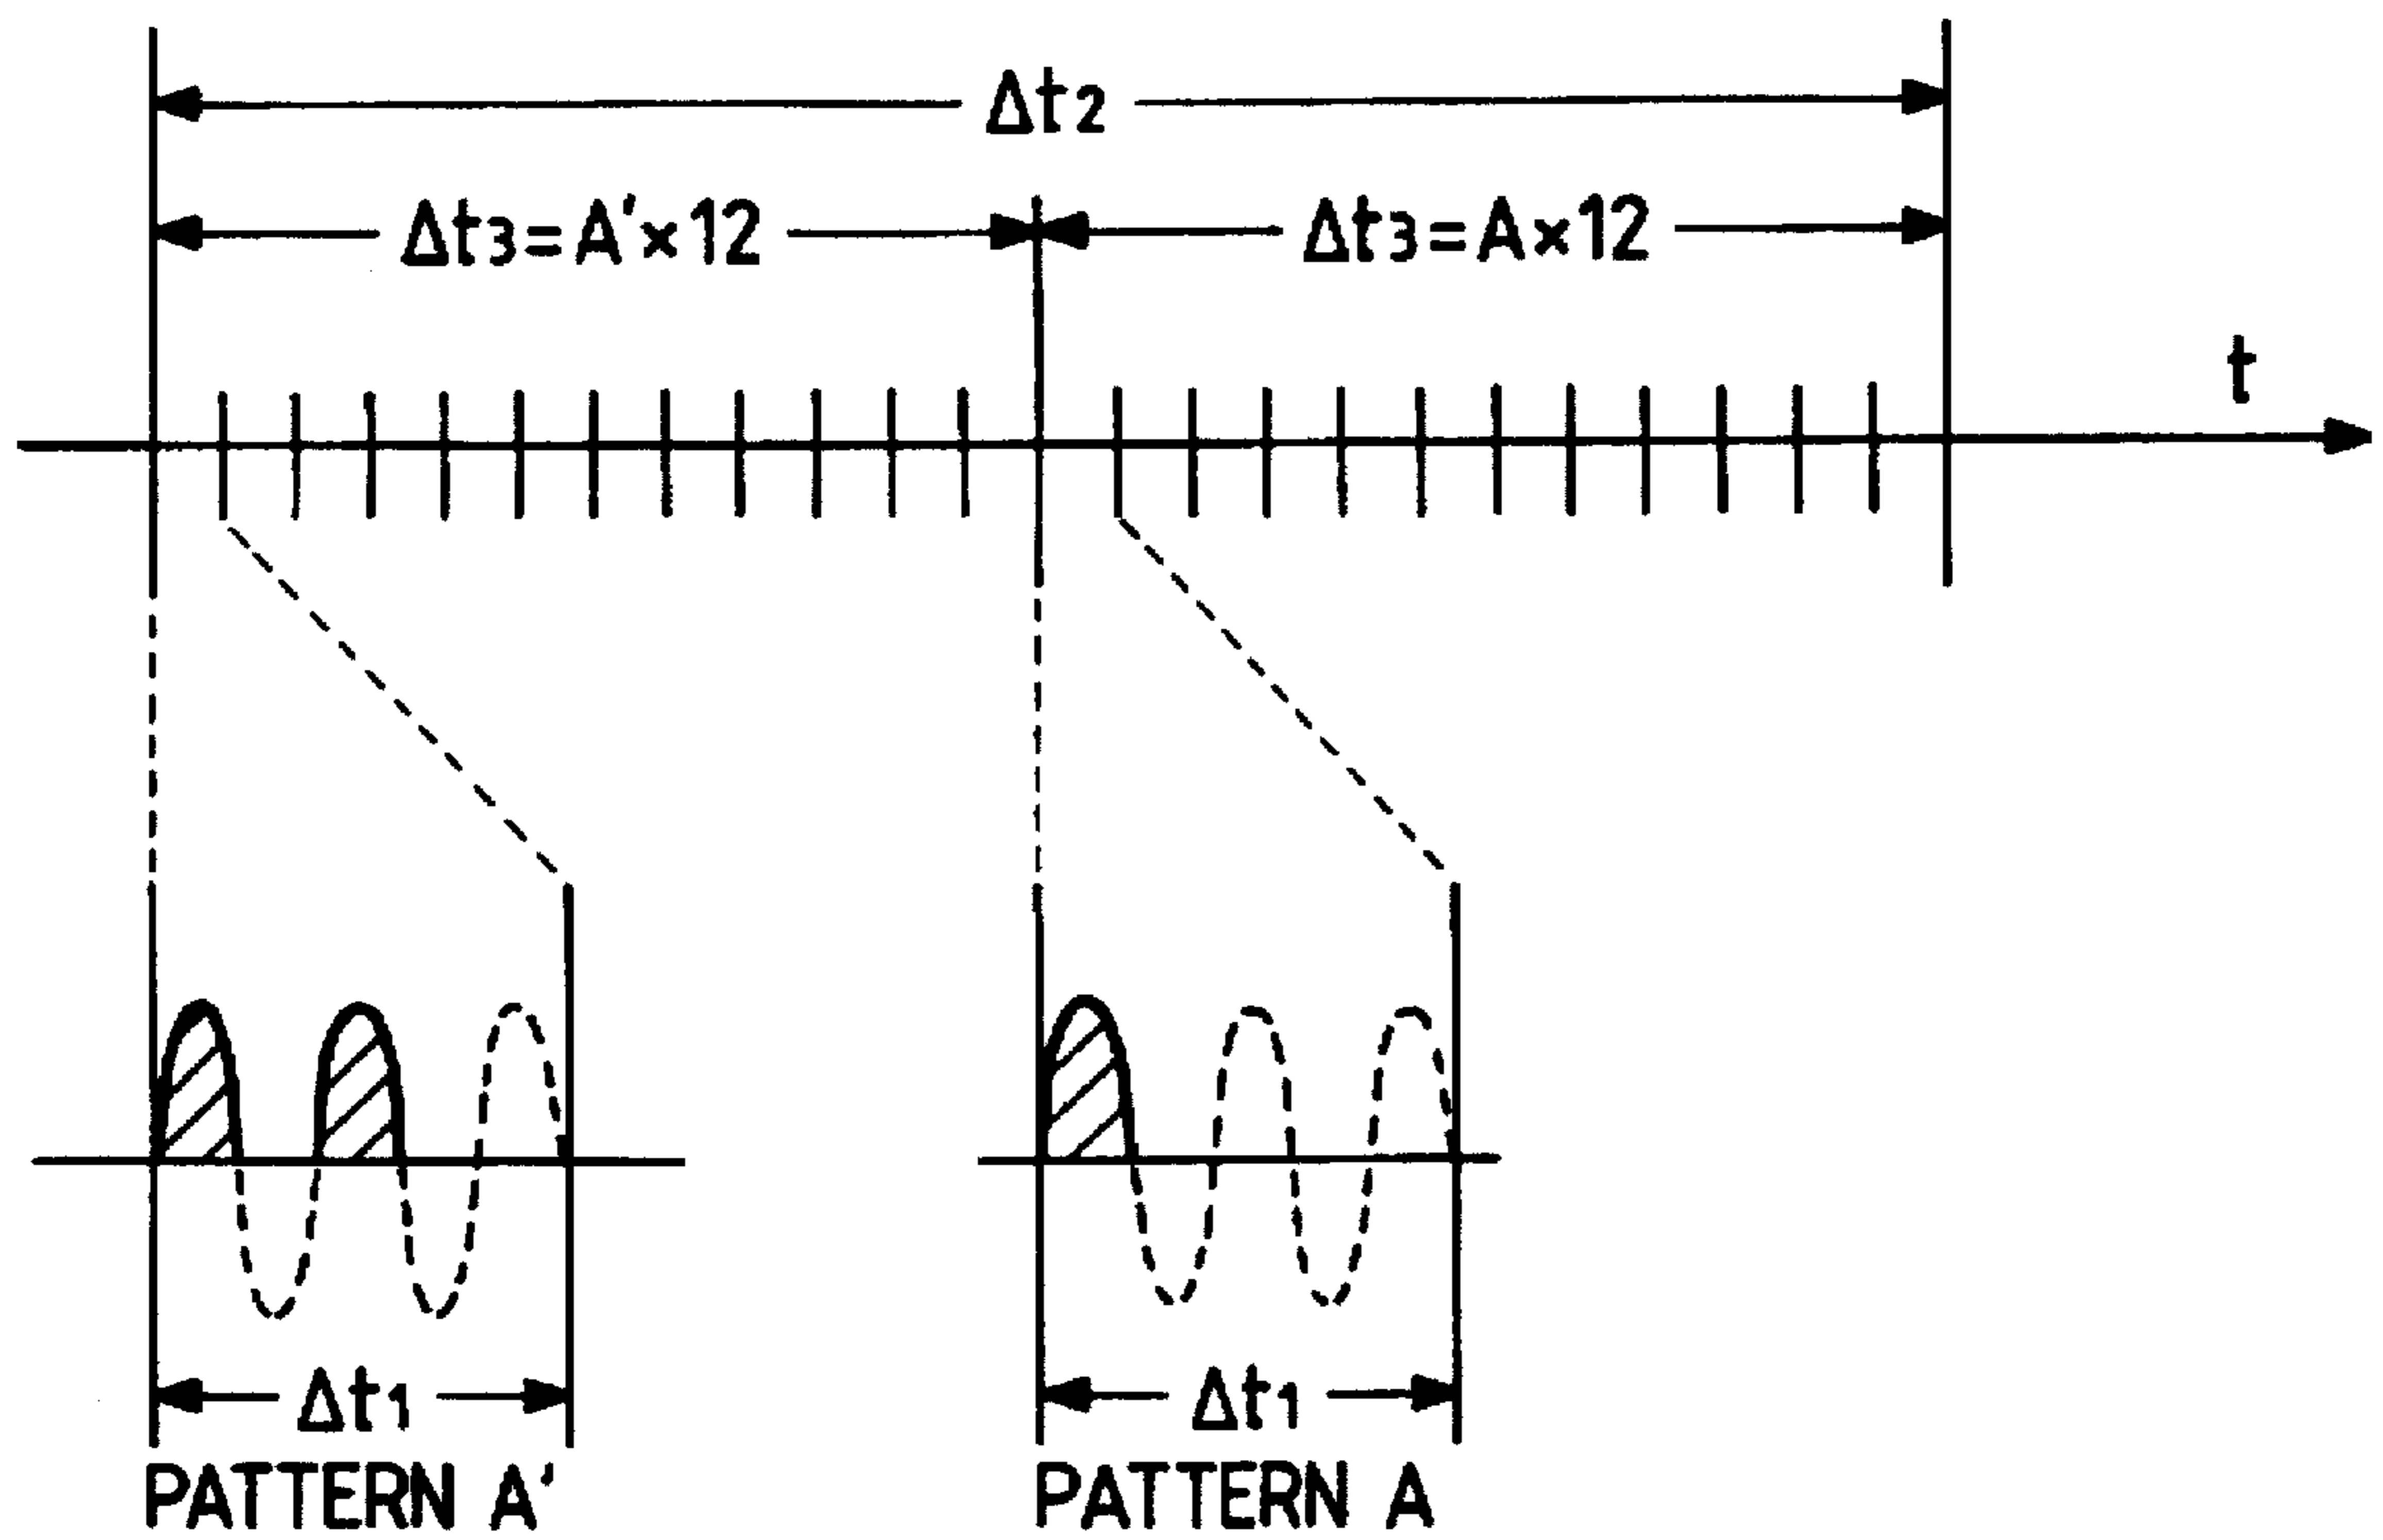 Δt2
Δt3=A'×12 Δt3=A×12
t
Δt1 Δt1
PATTERN A' PATTERN A